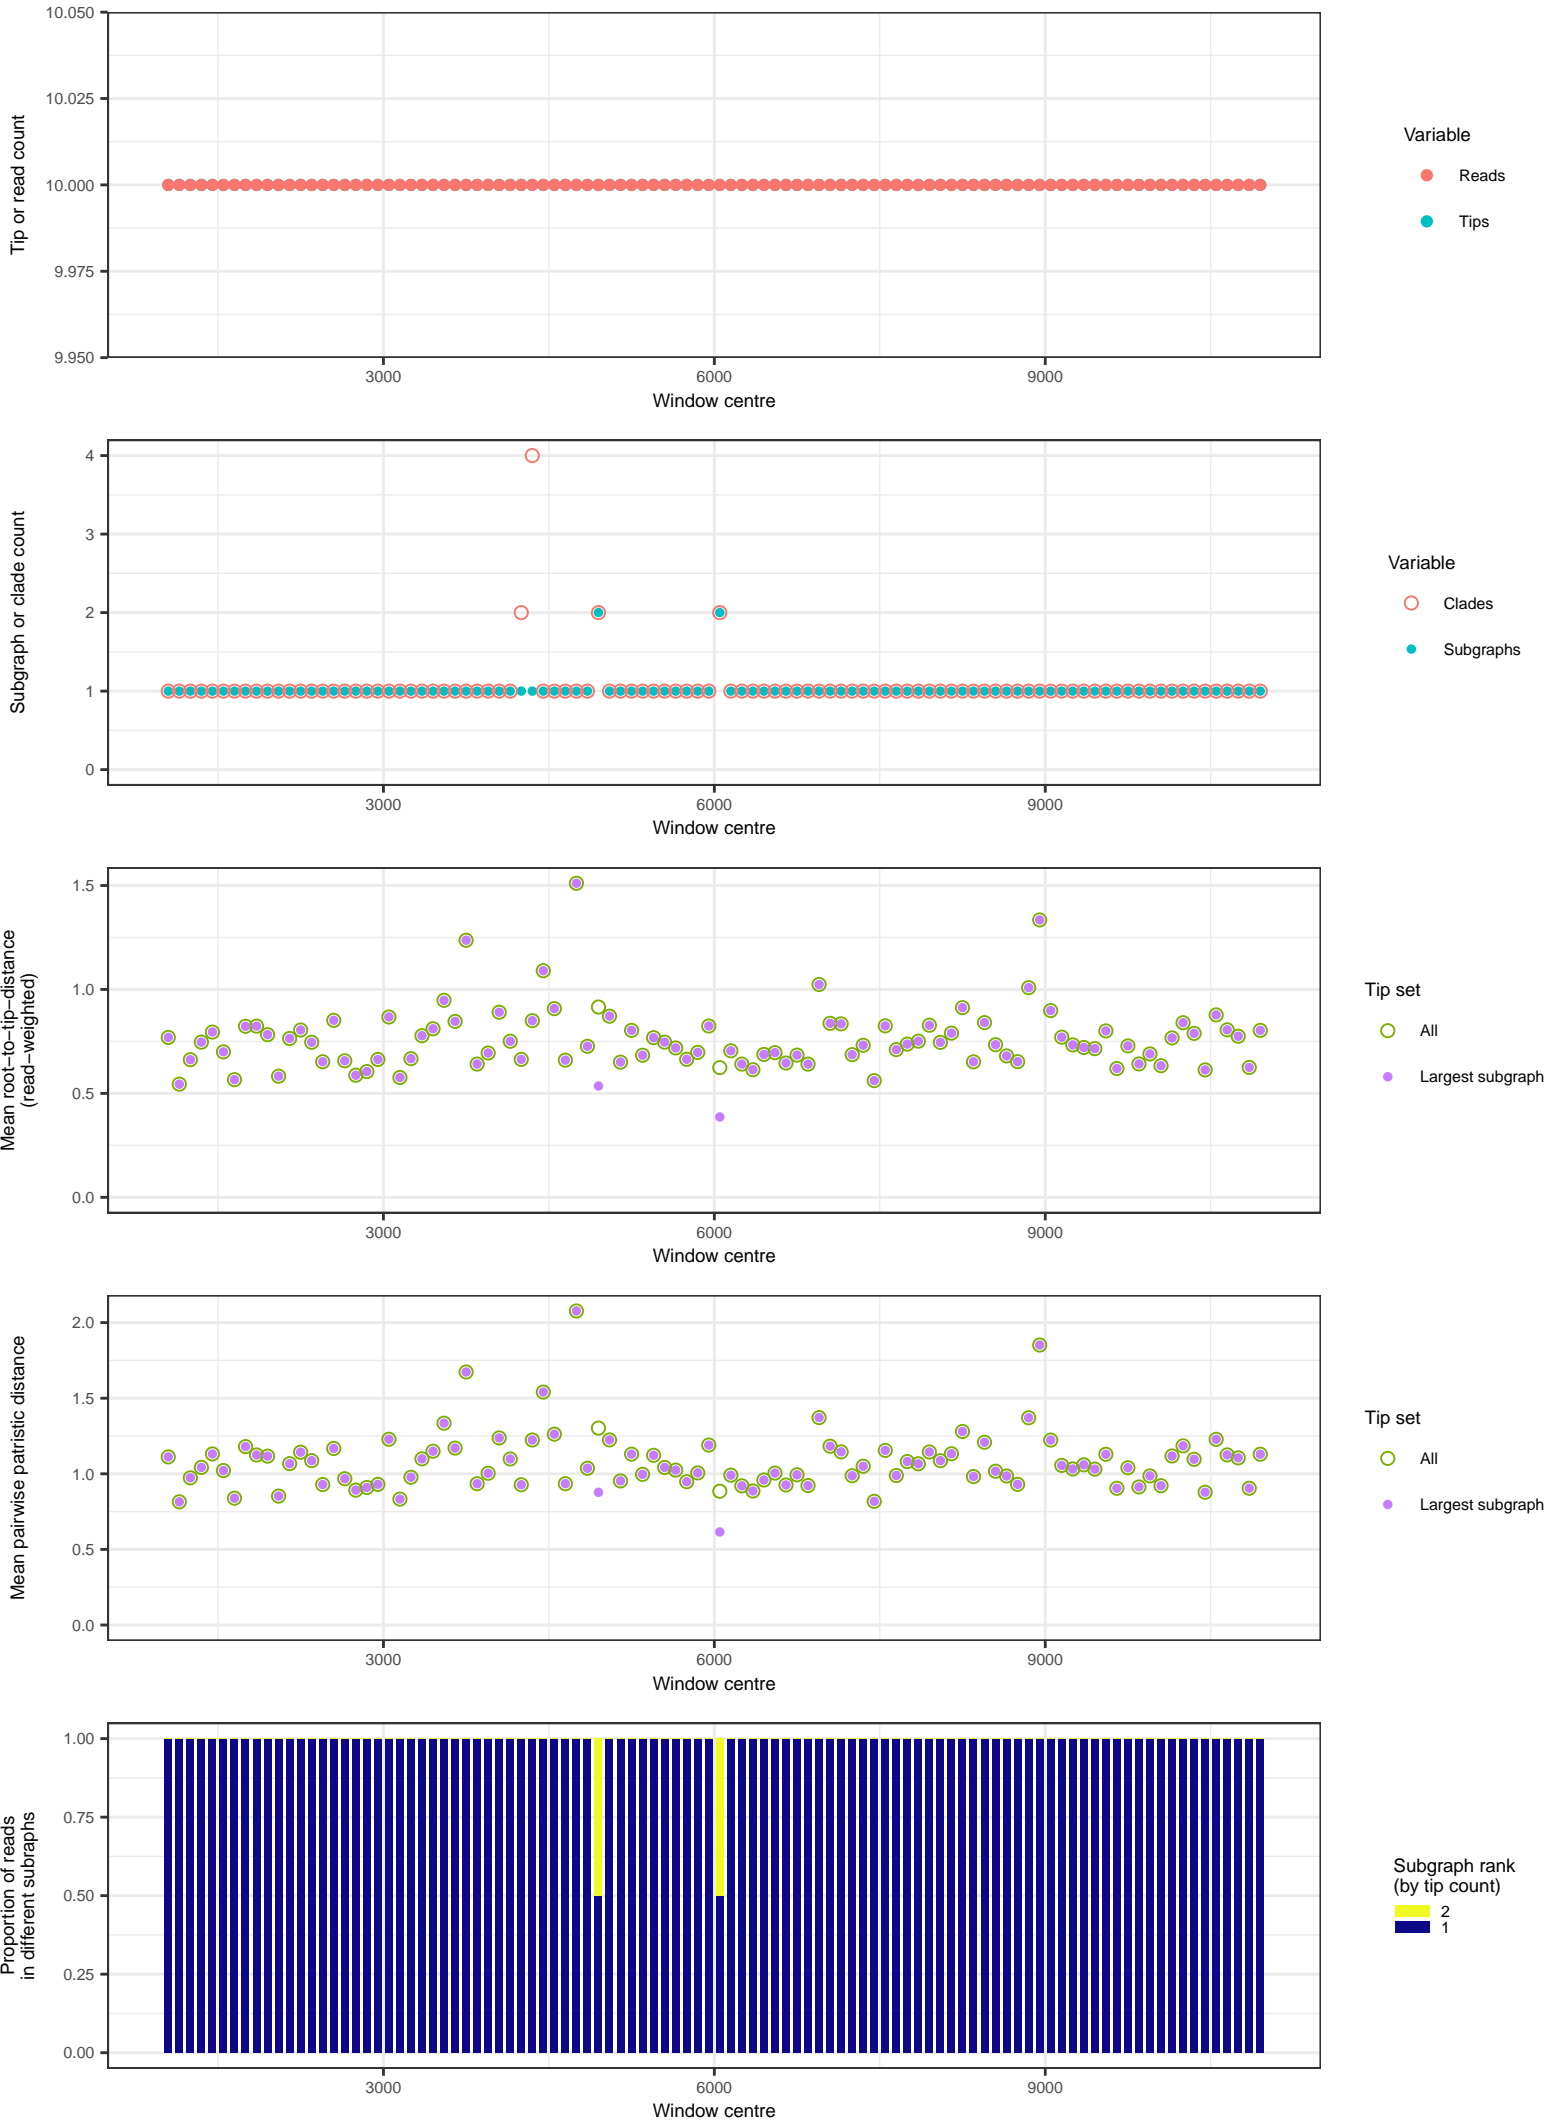 10.050
10.025
10.000
9.975
9.950
Tip or read count
3000
6000
9000
Window centre
Variable
Reads
Tips
4
3
2
1
0
Subgraph or clade count
3000
6000
9000
Window centre
Variable
Clades
Subgraphs
1.5
1.0
0.5
0.0
Mean root−to−tip−distance
(read−weighted)
3000
6000
9000
Window centre
Tip set
All
Largest subgraph
2.0
1.5
1.0
0.5
0.0
Mean pairwise patristic distance
3000
6000
9000
Window centre
Tip set
All
Largest subgraph
1.00
0.75
0.50
0.25
0.00
Proportion of reads
in different subraphs
3000
6000
9000
Window centre
Subgraph rank
(by tip count)
2
1